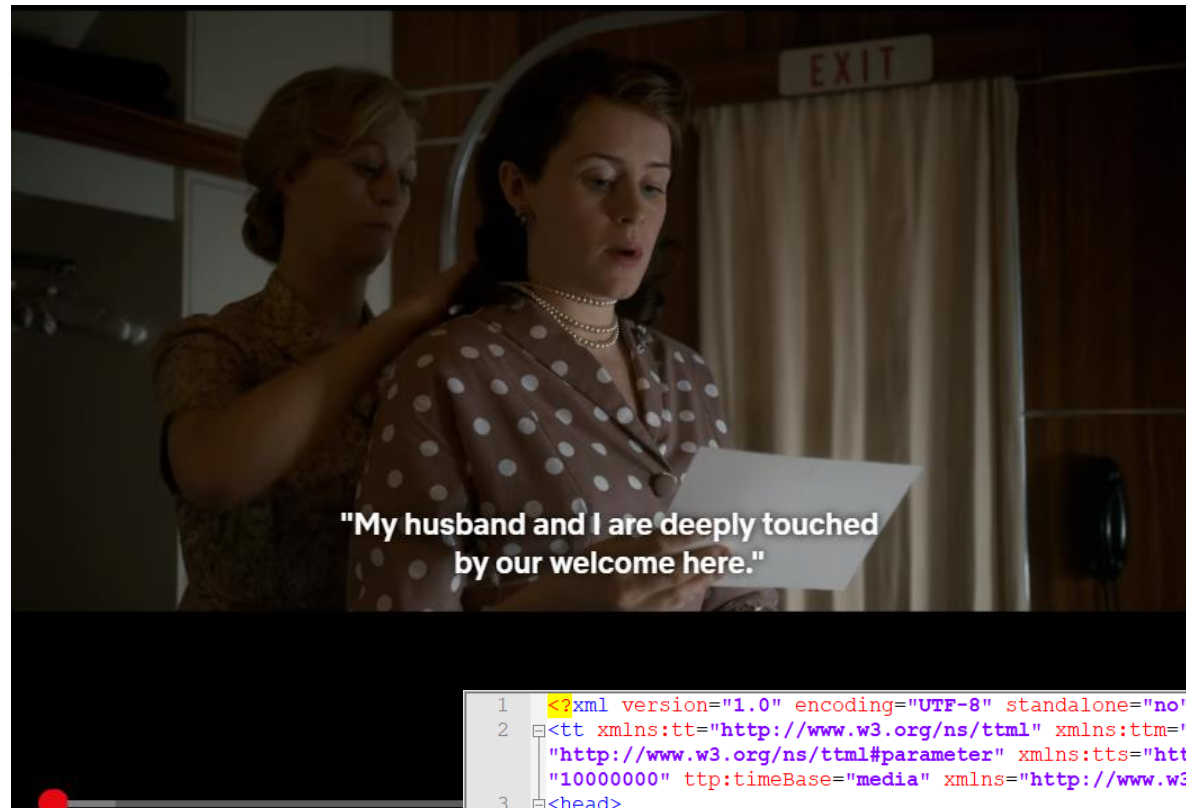 EXIT
"My husband and I are deeply touched
by our welcome here."
1 <?xml version="1.0" encoding="UTF-8" standalone="no"
2 <tt xmlns:tt="http://www.w3.org/ns/ttml" xmlns:ttm="
"http://www.w3.org/ns/ttml#parameter" xmlns:tts="htt
"10000000" ttp:timeBase="media" xmlns="http://www.w3
3 <head>